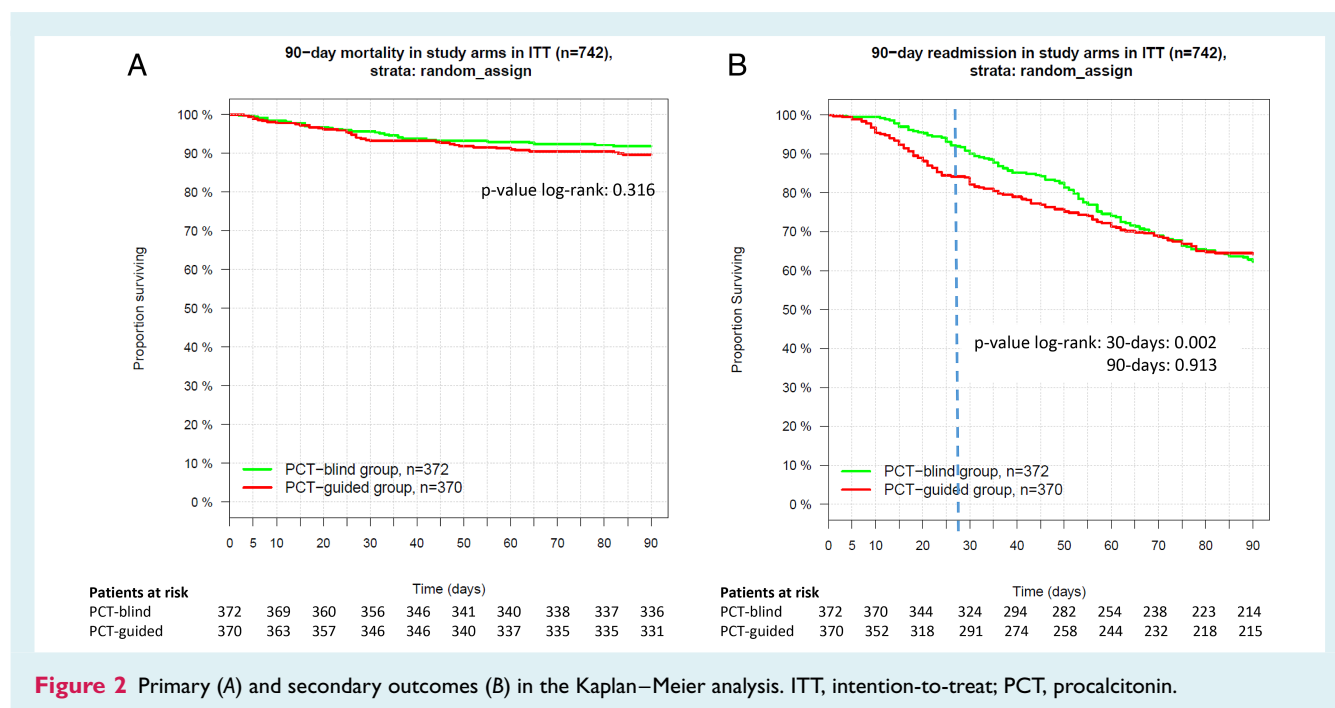 A
90−day mortality in study arms in ITT (n=742),
strata: random_assign
Proportion surviving
100 %
90 %
80 %
70 %
60 %
50 %
40 %
30 %
20 %
10 %
0 %
p-value log-rank: 0.316
PCT−blind group, n=372
PCT−guided group, n=370
0 5 10 20 30 40 50 60 70 80 90
Time (days)
Patients at risk
PCT-blind 372 369 360 356 346 341 340 338 337 336
PCT-guided 370 363 357 346 346 340 337 335 335 331
B
90−day readmission in study arms in ITT (n=742),
strata: random_assign
Proportion Surviving
100 %
90 %
80 %
70 %
60 %
50 %
40 %
30 %
20 %
10 %
0 %
p-value log-rank: 30-days: 0.002
90-days: 0.913
PCT−blind group, n=372
PCT−guided group, n=370
0 5 10 20 30 40 50 60 70 80 90
Time (days)
Patients at risk
PCT-blind 372 370 344 324 294 282 254 238 223 214
PCT-guided 370 352 318 291 274 258 244 232 218 215
Figure 2 Primary (A) and secondary outcomes (B) in the Kaplan–Meier analysis. ITT, intention-to-treat; PCT, procalcitonin.